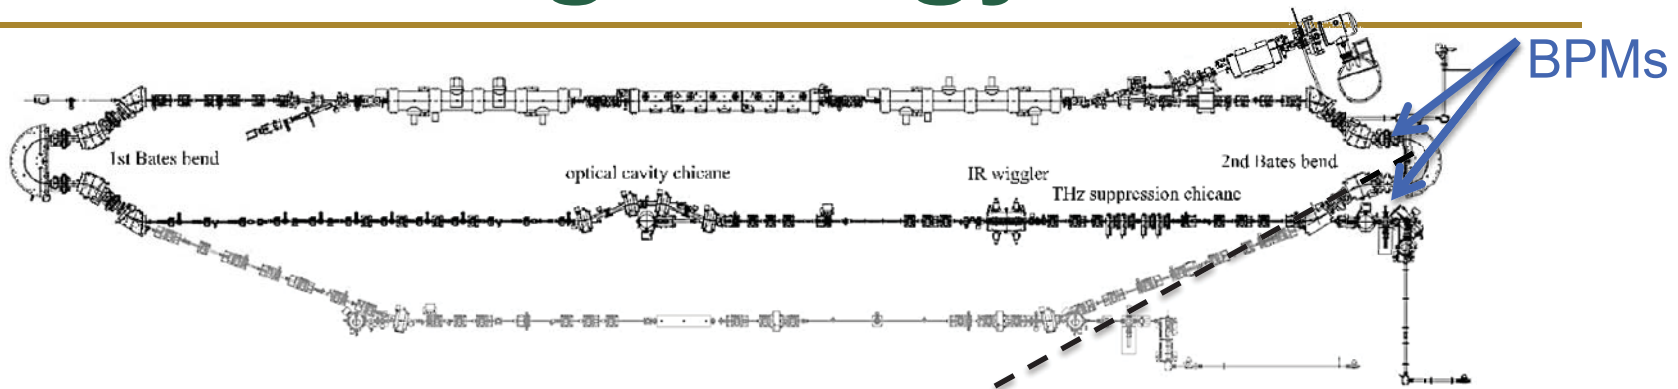 BPMs
1st Bates bend
optical cavity chicane
IR wiggler
2nd Bates bend
THz suppression chicane